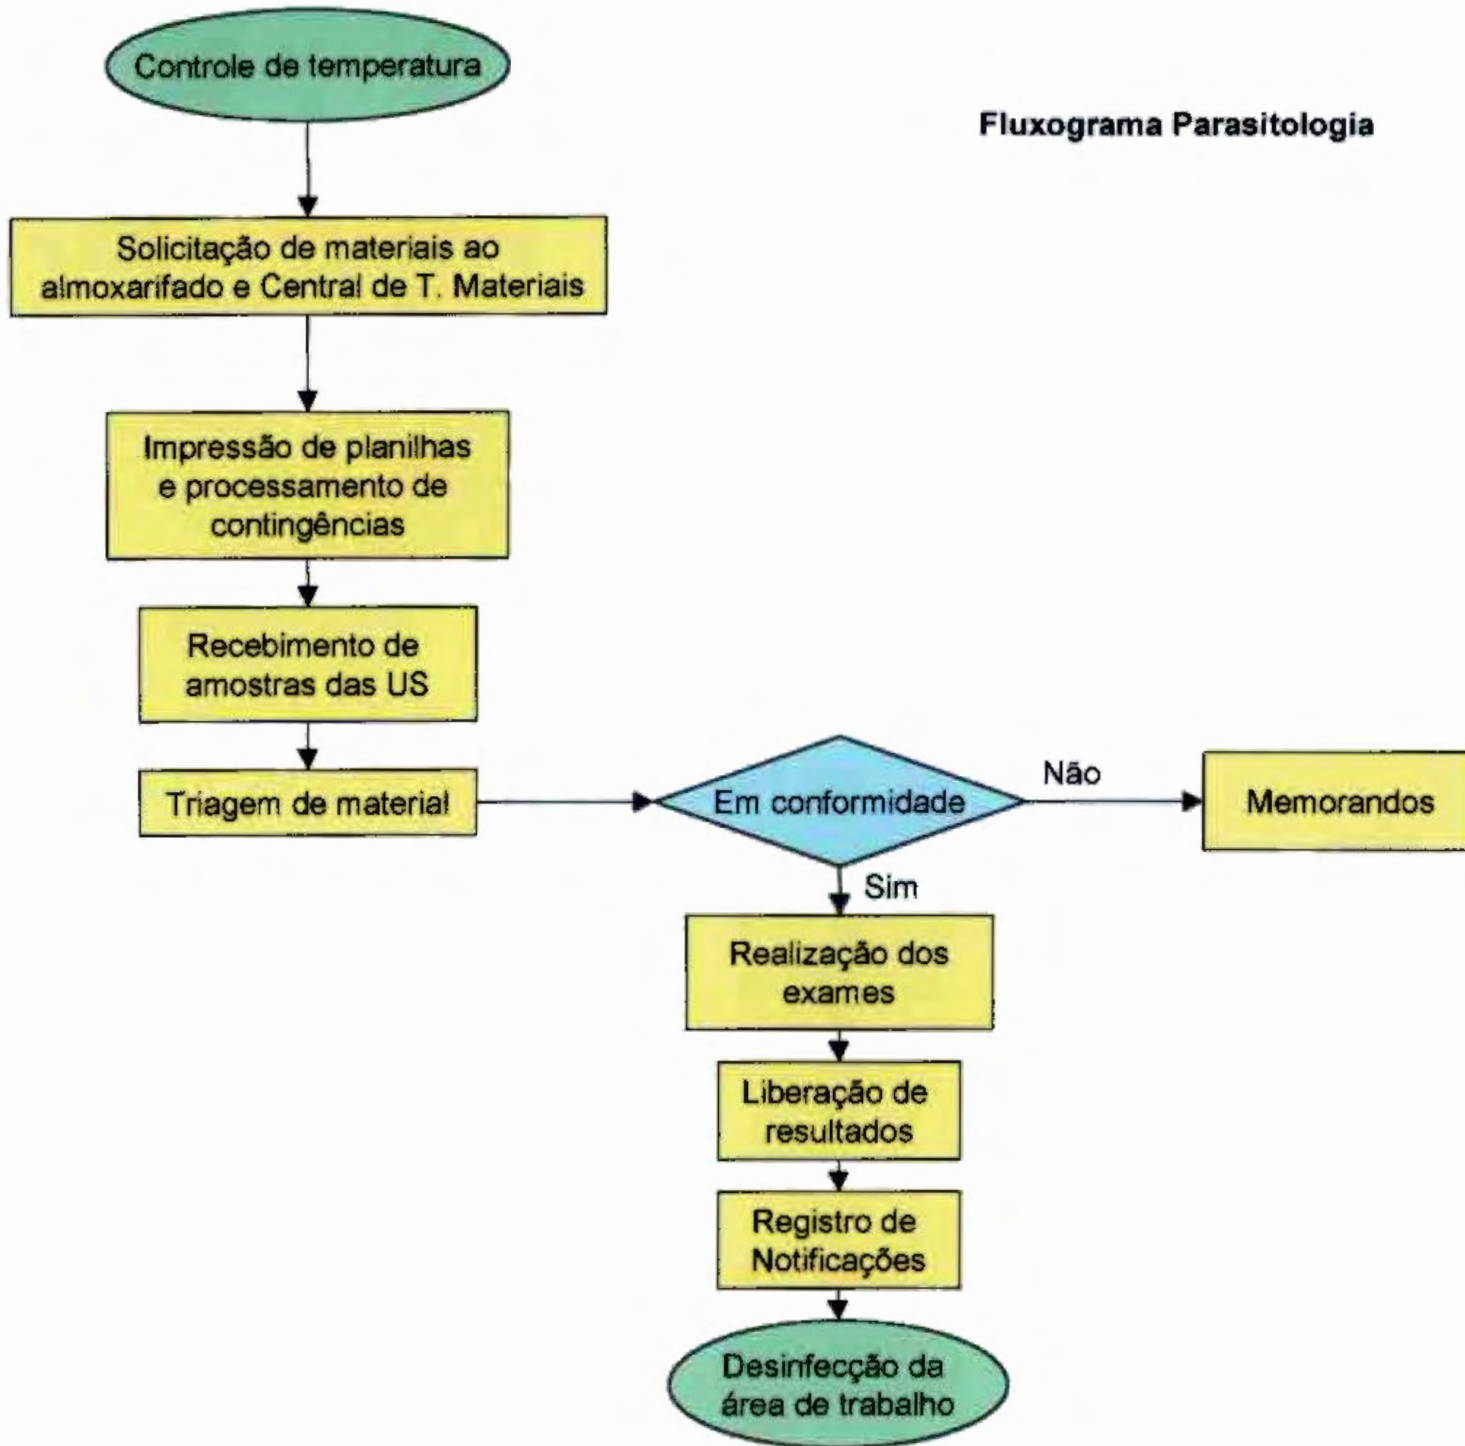 Controle de temperatura
Fluxograma Parasitologia
Solicitação de materiais ao
almoxarifado e Central de T. Materiais
Impressão de planilhas
e processamento de
contingências
Recebimento de
amostras das US
Triagem de material
Em conformidade
Não
Memorandos
Sim
Realização dos
exames
Liberação de
resultados
Registro de
Notificações
Desinfecção da
área de trabalho